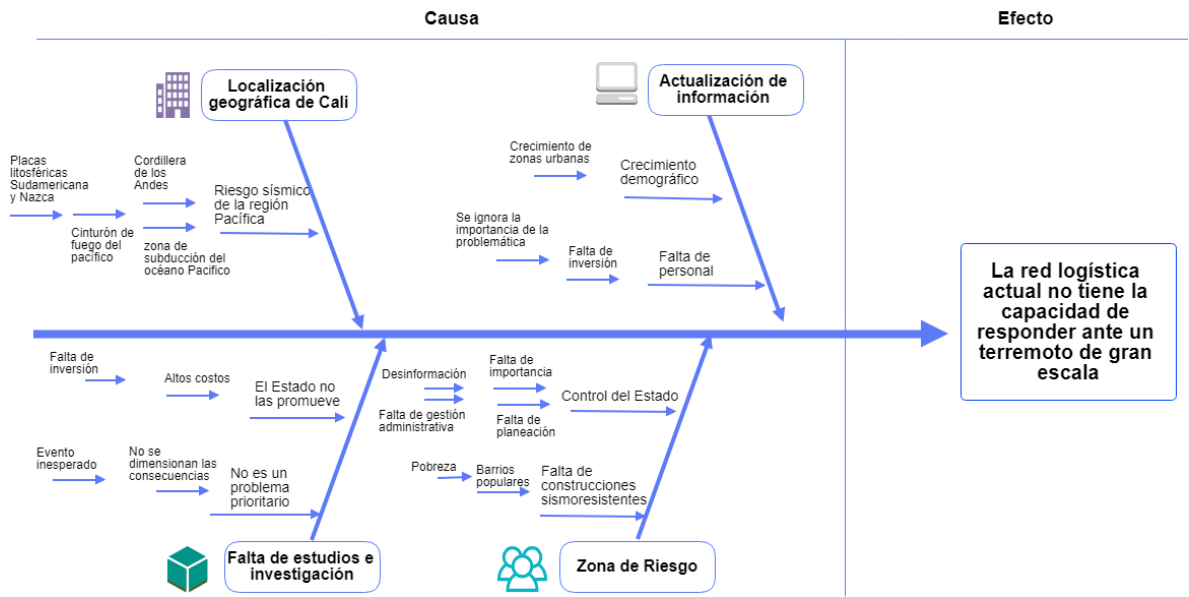 Causa
Efecto
Localización
geográfica de Cali
Actualización de
información
Placas
litosféricas
Sudamericana
y Nazca
Cinturón de
fuego del
pacífico
Cordillera
de los
Andes
zona de
subducción del
océano Pacifico
Riesgo sísmico
de la región
Pacífica
Crecimiento de
zonas urbanas
Crecimiento
demográfico
Se ignora la
importancia de la
problemática
Falta de
inversión
Falta de
personal
La red logística
actual no tiene la
capacidad de
responder ante un
terremoto de gran
escala
Falta de
inversión
Altos costos
El Estado no
las promueve
Evento
inesperado
No se
dimensionan las
consecuencias
No es un
problema
prioritario
Desinformación
Falta de gestión
administrativa
Falta de
importancia
Falta de
planeación
Control del Estado
Pobreza
Barrios
populares
Falta de
construcciones
sismoresistentes
Falta de estudios e
investigación
Zona de Riesgo